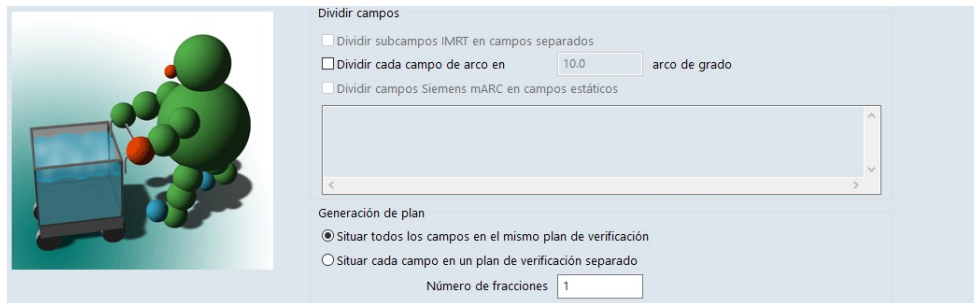 Dividir campos
Dividir subcampos IMRT en campos separados
Dividir cada campo de arco en 10.0 arco de grado
Dividir campos Siemens mARC en campos estáticos
Generación de plan
Situar todos los campos en el mismo plan de verificación
Situar cada campo en un plan de verificación separado
Número de fracciones 1